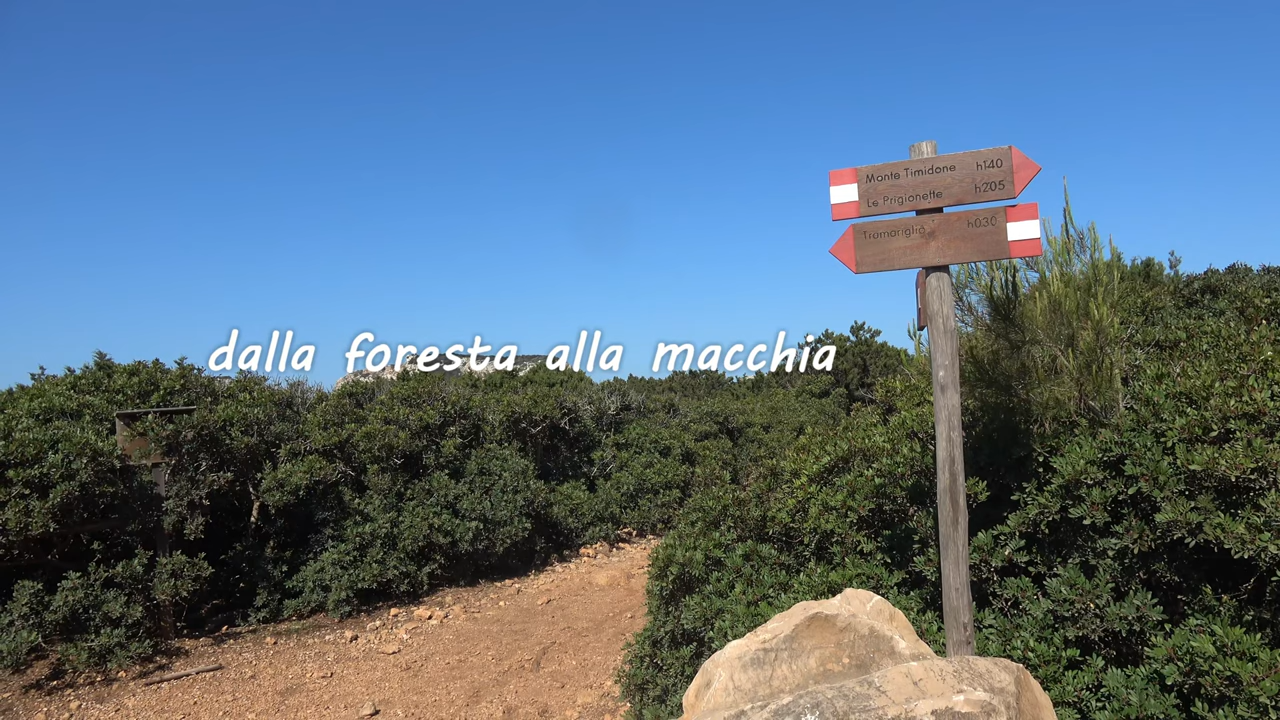 Monte Timidone h140
Le Prigionette h205
Tramariglio h030
dalla foresta alla macchia